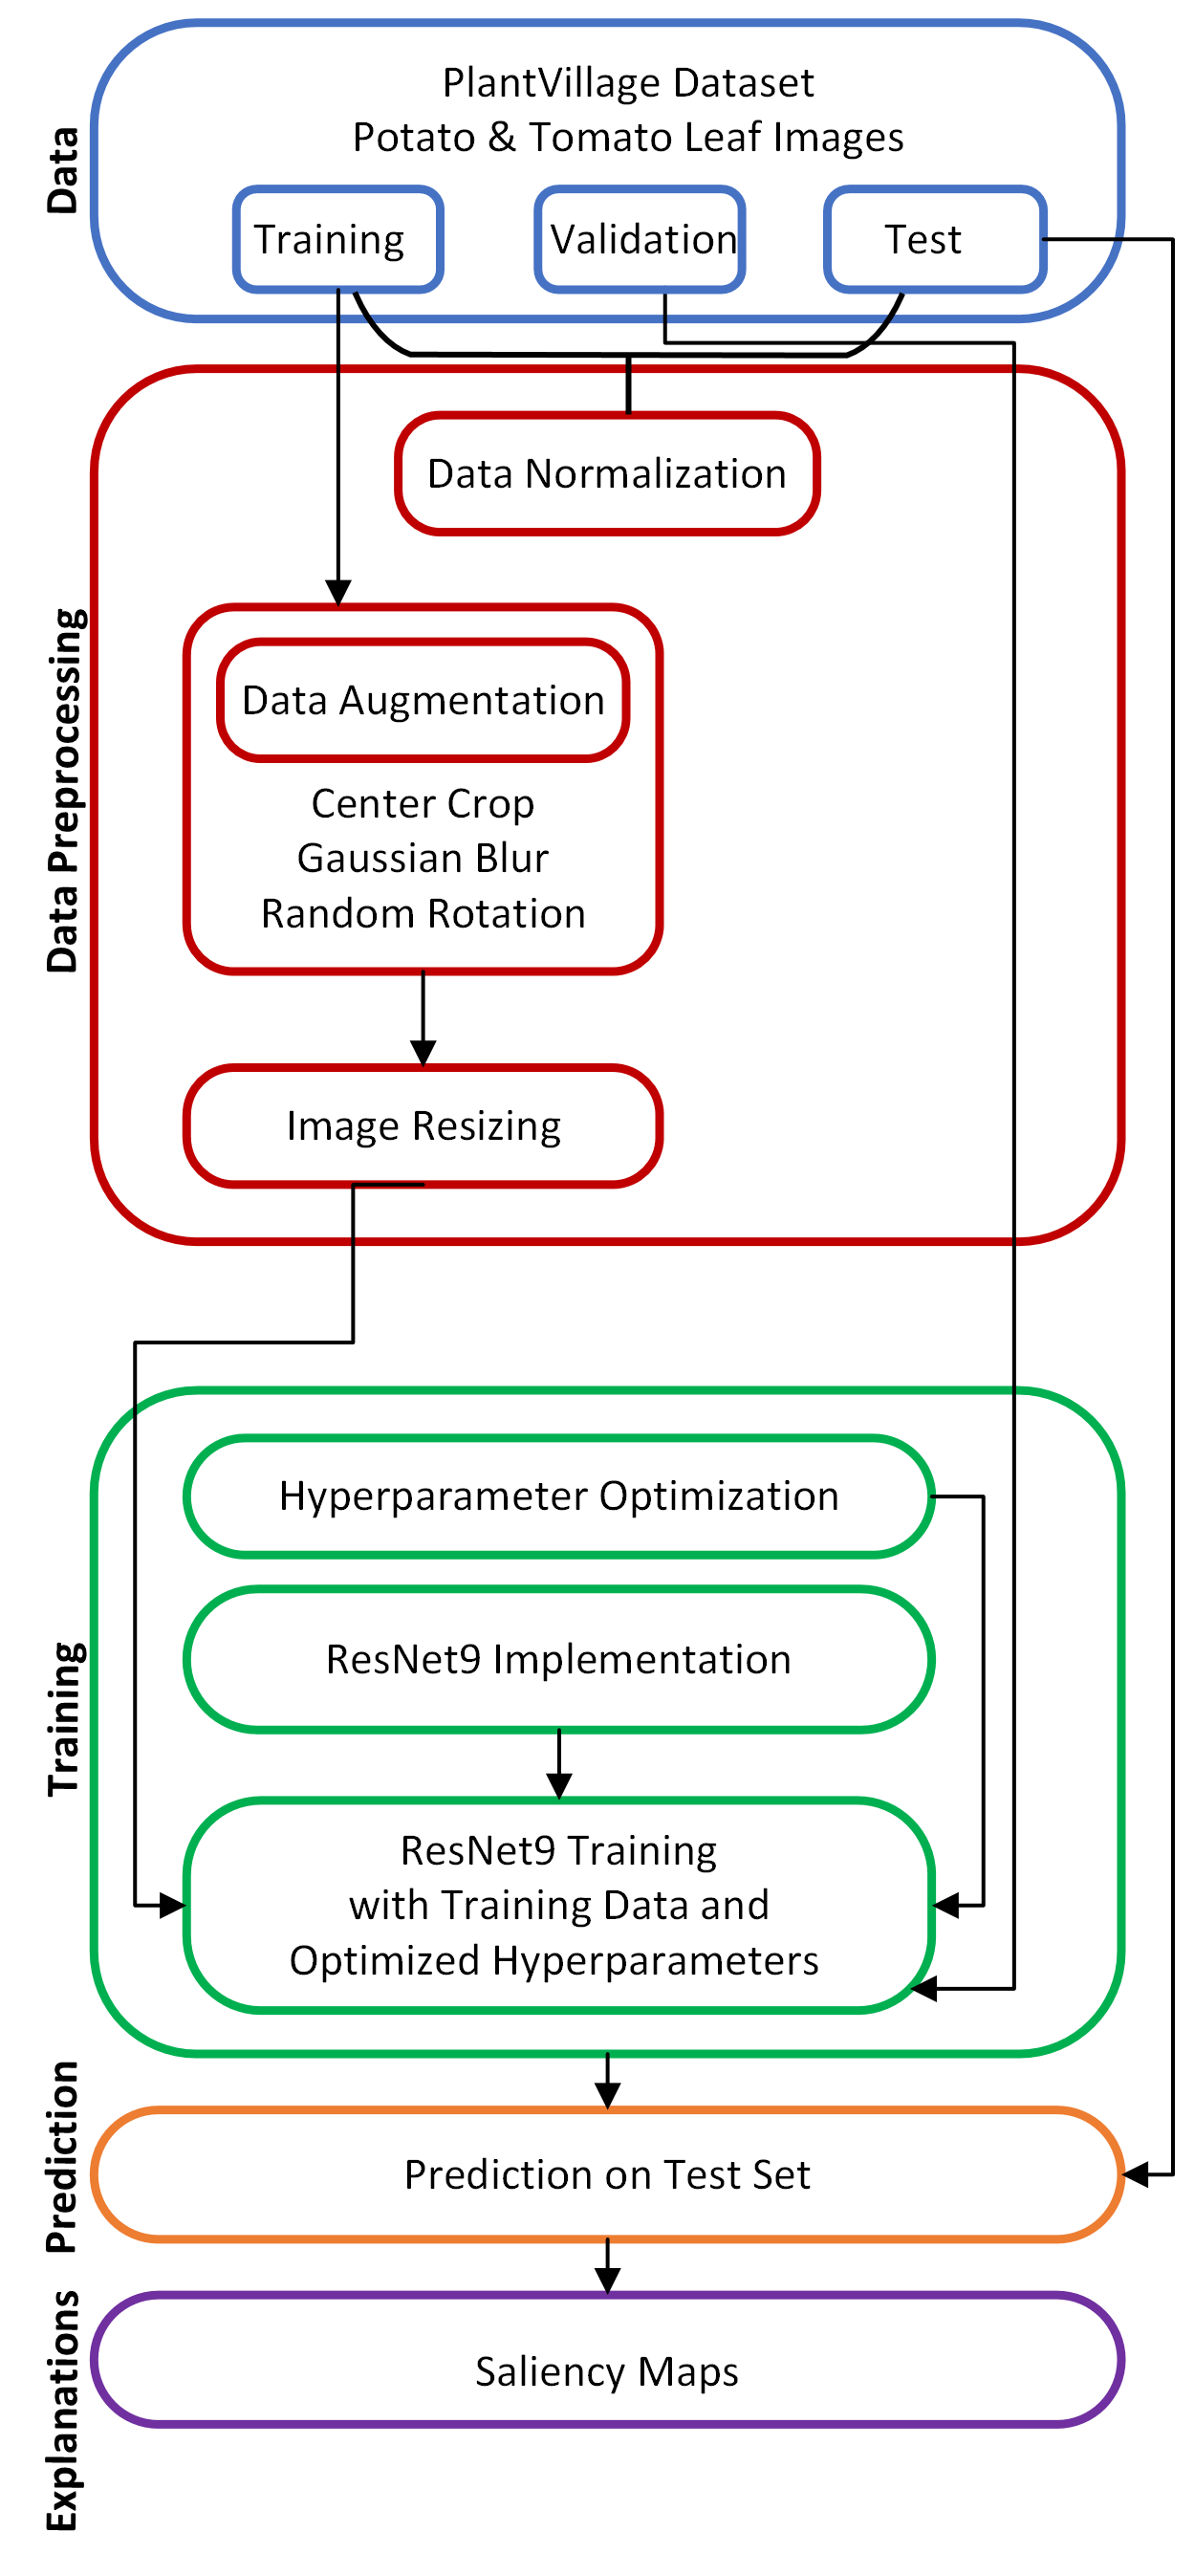 Data
PlantVillage Dataset
Potato & Tomato Leaf Images
Training
Validation
Test
Data Preprocessing
Data Normalization
Data Augmentation
Center Crop
Gaussian Blur
Random Rotation
Image Resizing
Training
Hyperparameter Optimization
ResNet9 Implementation
ResNet9 Training
with Training Data and
Optimized Hyperparameters
Prediction
Prediction on Test Set
Explanations
Saliency Maps